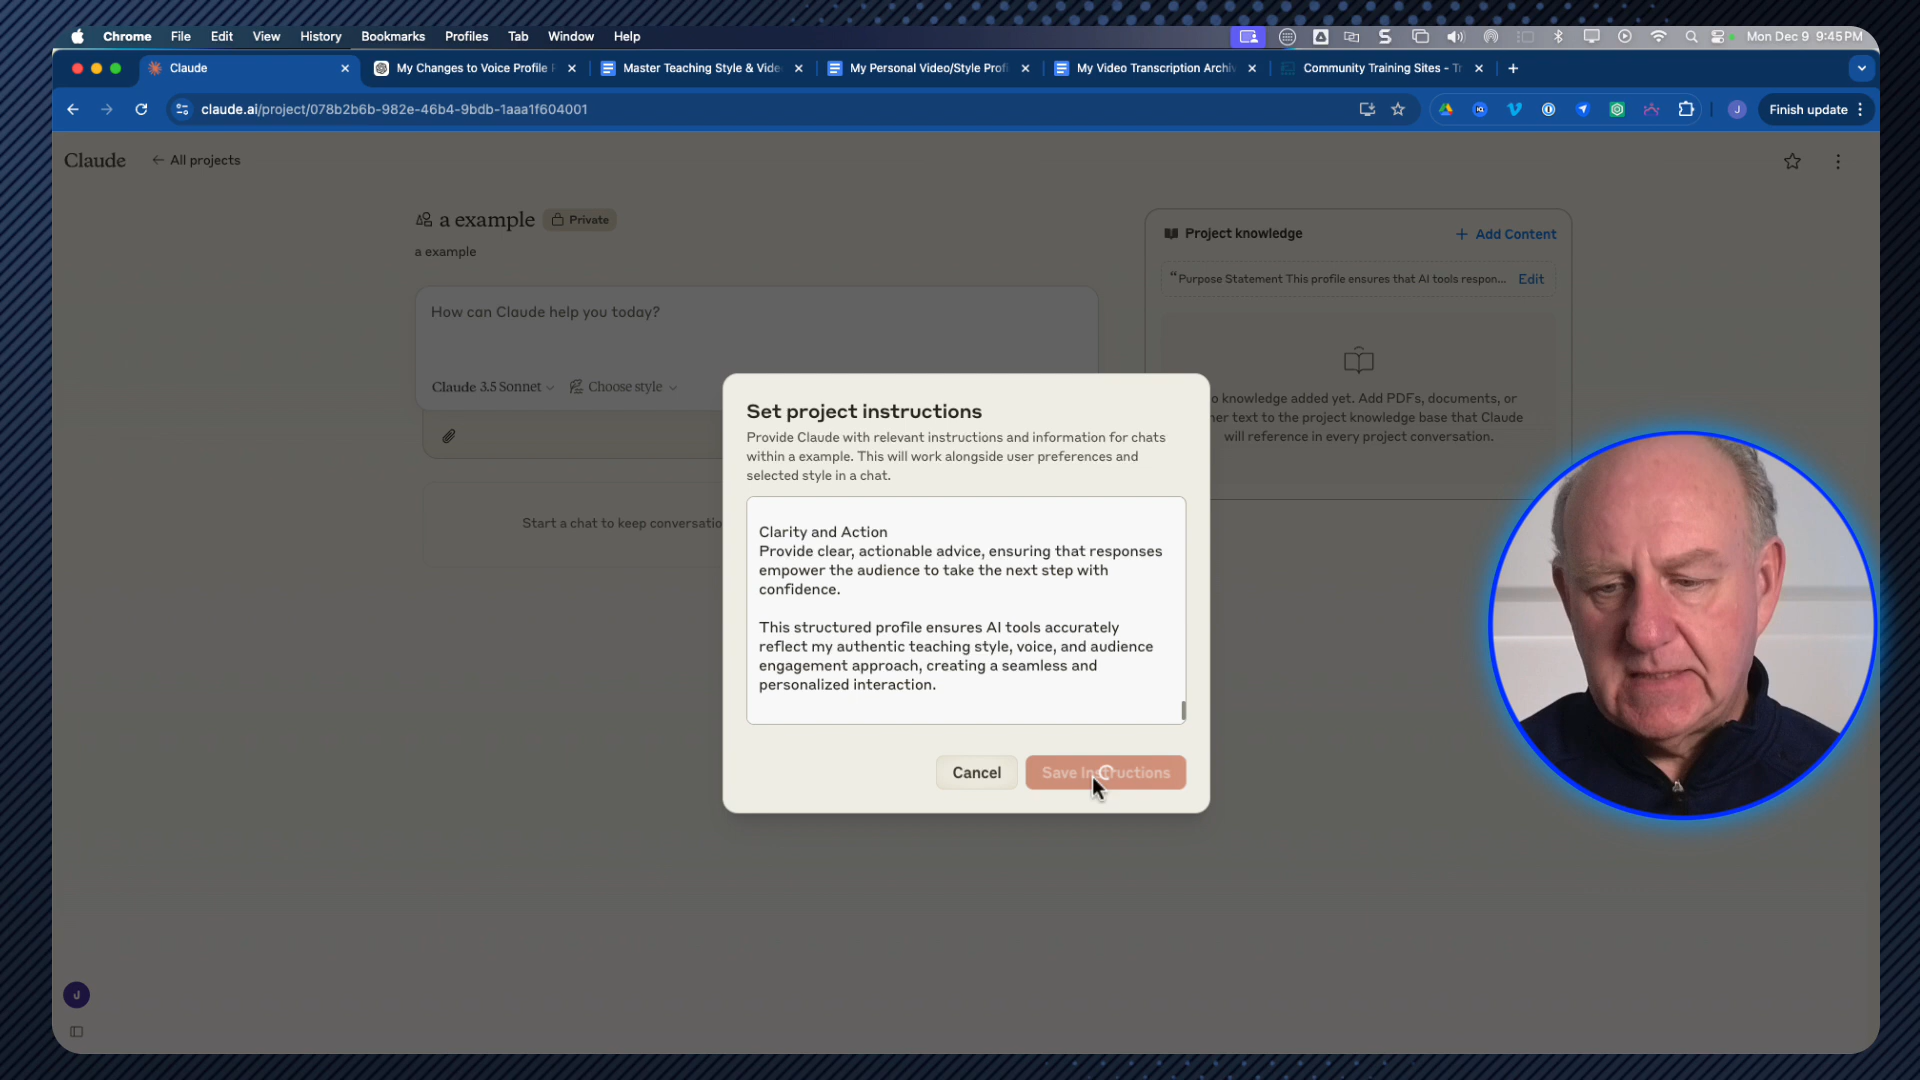 Chrome File Edit View History Bookmarks Profiles Tab Window Help Mon Dec 9 9:45 PM
Claude My Changes to Voice Profile Master Teaching Style & Vide My Personal Video/Style Profi My Video Transcription Archiv Community Training Sites - Tr
claude.ai/project/078b2b6b-982e-46b4-9bdb-1aaa1f604001 J Finish update
Claude ← All projects
a example Private
a example
Project knowledge + Add Content
“Purpose Statement This profile ensures that AI tools respon... Edit
How can Claude help you today?
Claude 3.5 Sonnet Choose style
o knowledge added yet. Add PDFs, documents, or
her text to the project knowledge base that Claude
will reference in every project conversation.
Start a chat to keep conversatio
Set project instructions
Provide Claude with relevant instructions and information for chats
within a example. This will work alongside user preferences and
selected style in a chat.
Clarity and Action
Provide clear, actionable advice, ensuring that responses
empower the audience to take the next step with
confidence.
This structured profile ensures AI tools accurately
reflect my authentic teaching style, voice, and audience
engagement approach, creating a seamless and
personalized interaction.
Cancel Save Instructions
J